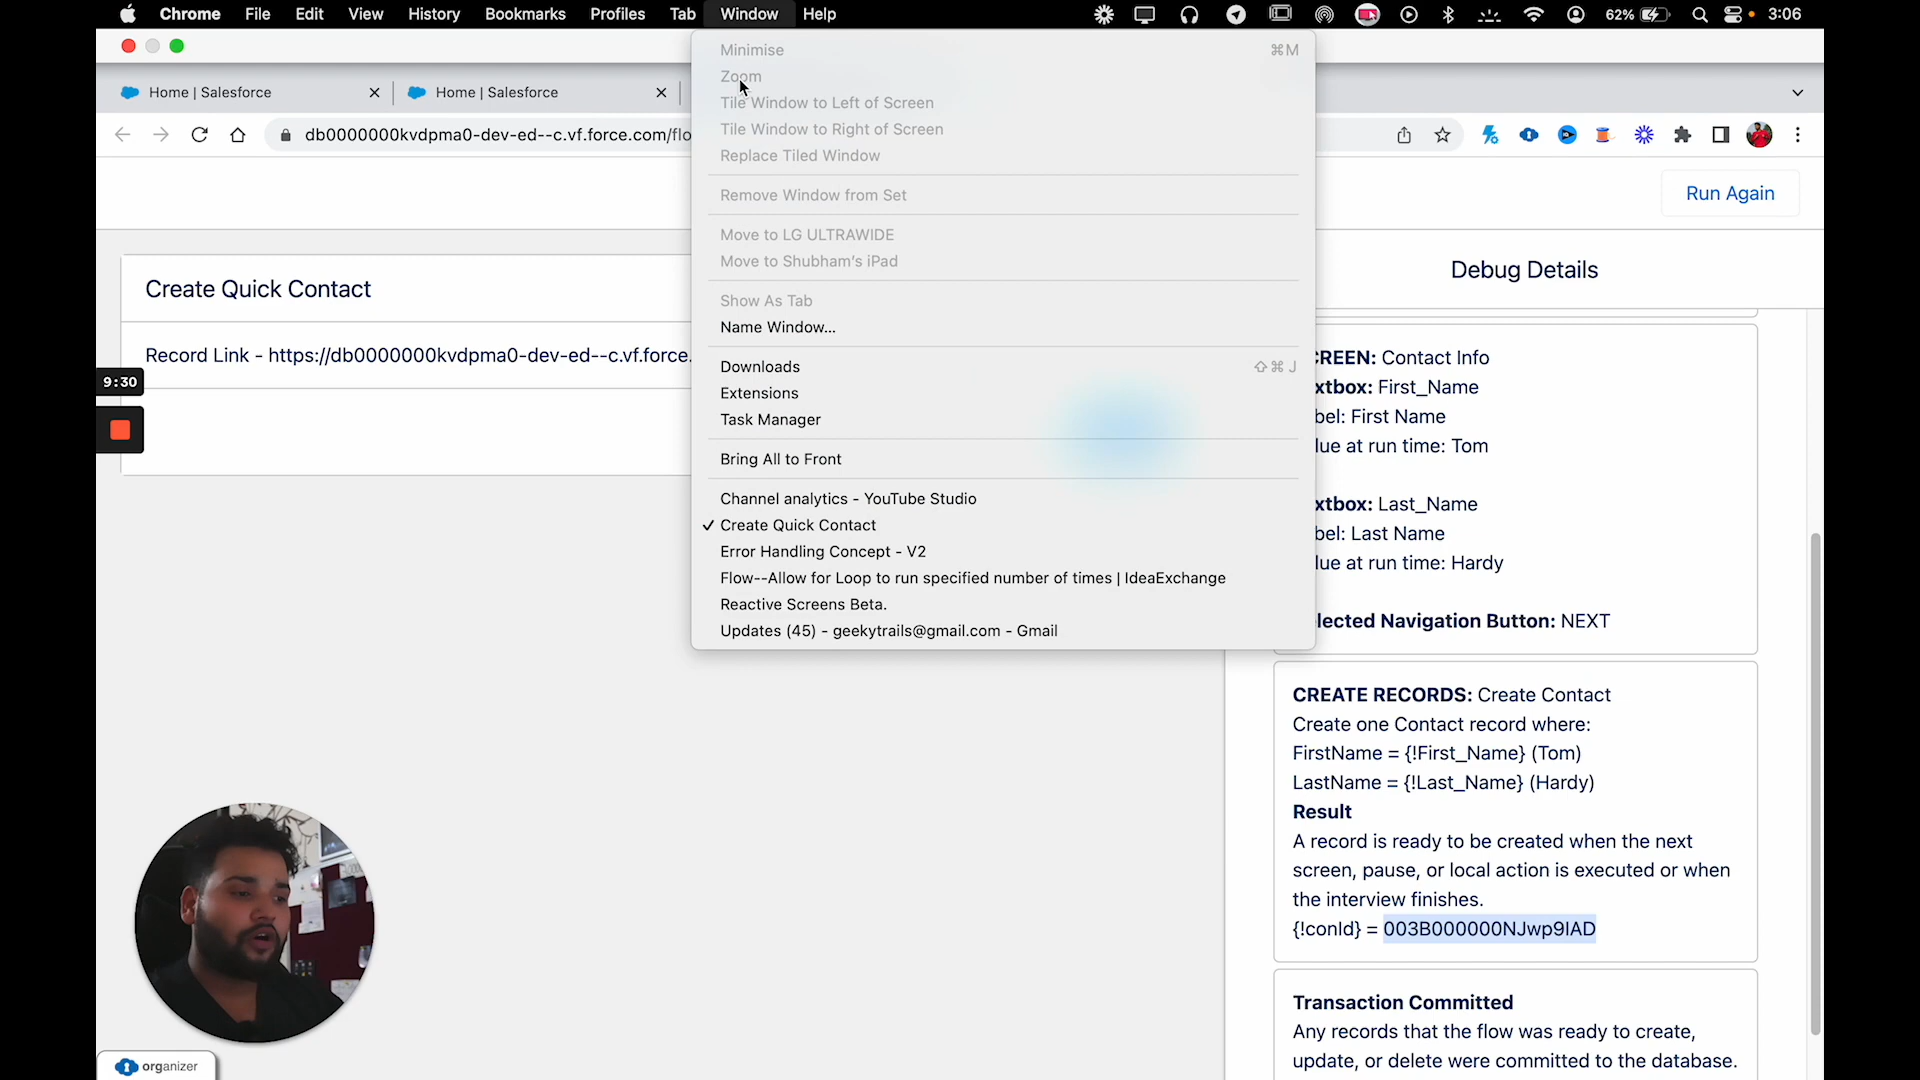 Chrome File Edit View History Bookmarks Profiles Tab Window Help 62% 3:06
Home | Salesforce
Home | Salesforce
db0000000kvdpma0-dev-ed--c.vf.force.com/flo
Minimise ⌘M
Zoom
Tile Window to Left of Screen
Tile Window to Right of Screen
Replace Tiled Window
Remove Window from Set
Move to LG ULTRAWIDE
Move to Shubham's iPad
Show As Tab
Name Window...
Downloads ⇧⌘J
Extensions
Task Manager
Bring All to Front
Channel analytics - YouTube Studio
✓ Create Quick Contact
Error Handling Concept - V2
Flow--Allow for Loop to run specified number of times | IdeaExchange
Reactive Screens Beta.
Updates (45) - geekytrails@gmail.com - Gmail
Run Again
Create Quick Contact
Record Link - https://db0000000kvdpma0-dev-ed--c.vf.force.
9:30
Debug Details
CREEN: Contact Info
xtbox: First_Name
bel: First Name
lue at run time: Tom
xtbox: Last_Name
bel: Last Name
lue at run time: Hardy
lected Navigation Button: NEXT
CREATE RECORDS: Create Contact
Create one Contact record where:
FirstName = {!First_Name} (Tom)
LastName = {!Last_Name} (Hardy)
Result
A record is ready to be created when the next
screen, pause, or local action is executed or when
the interview finishes.
{!conId} = 003B000000NJwp9IAD
Transaction Committed
Any records that the flow was ready to create,
update, or delete were committed to the database.
organizer